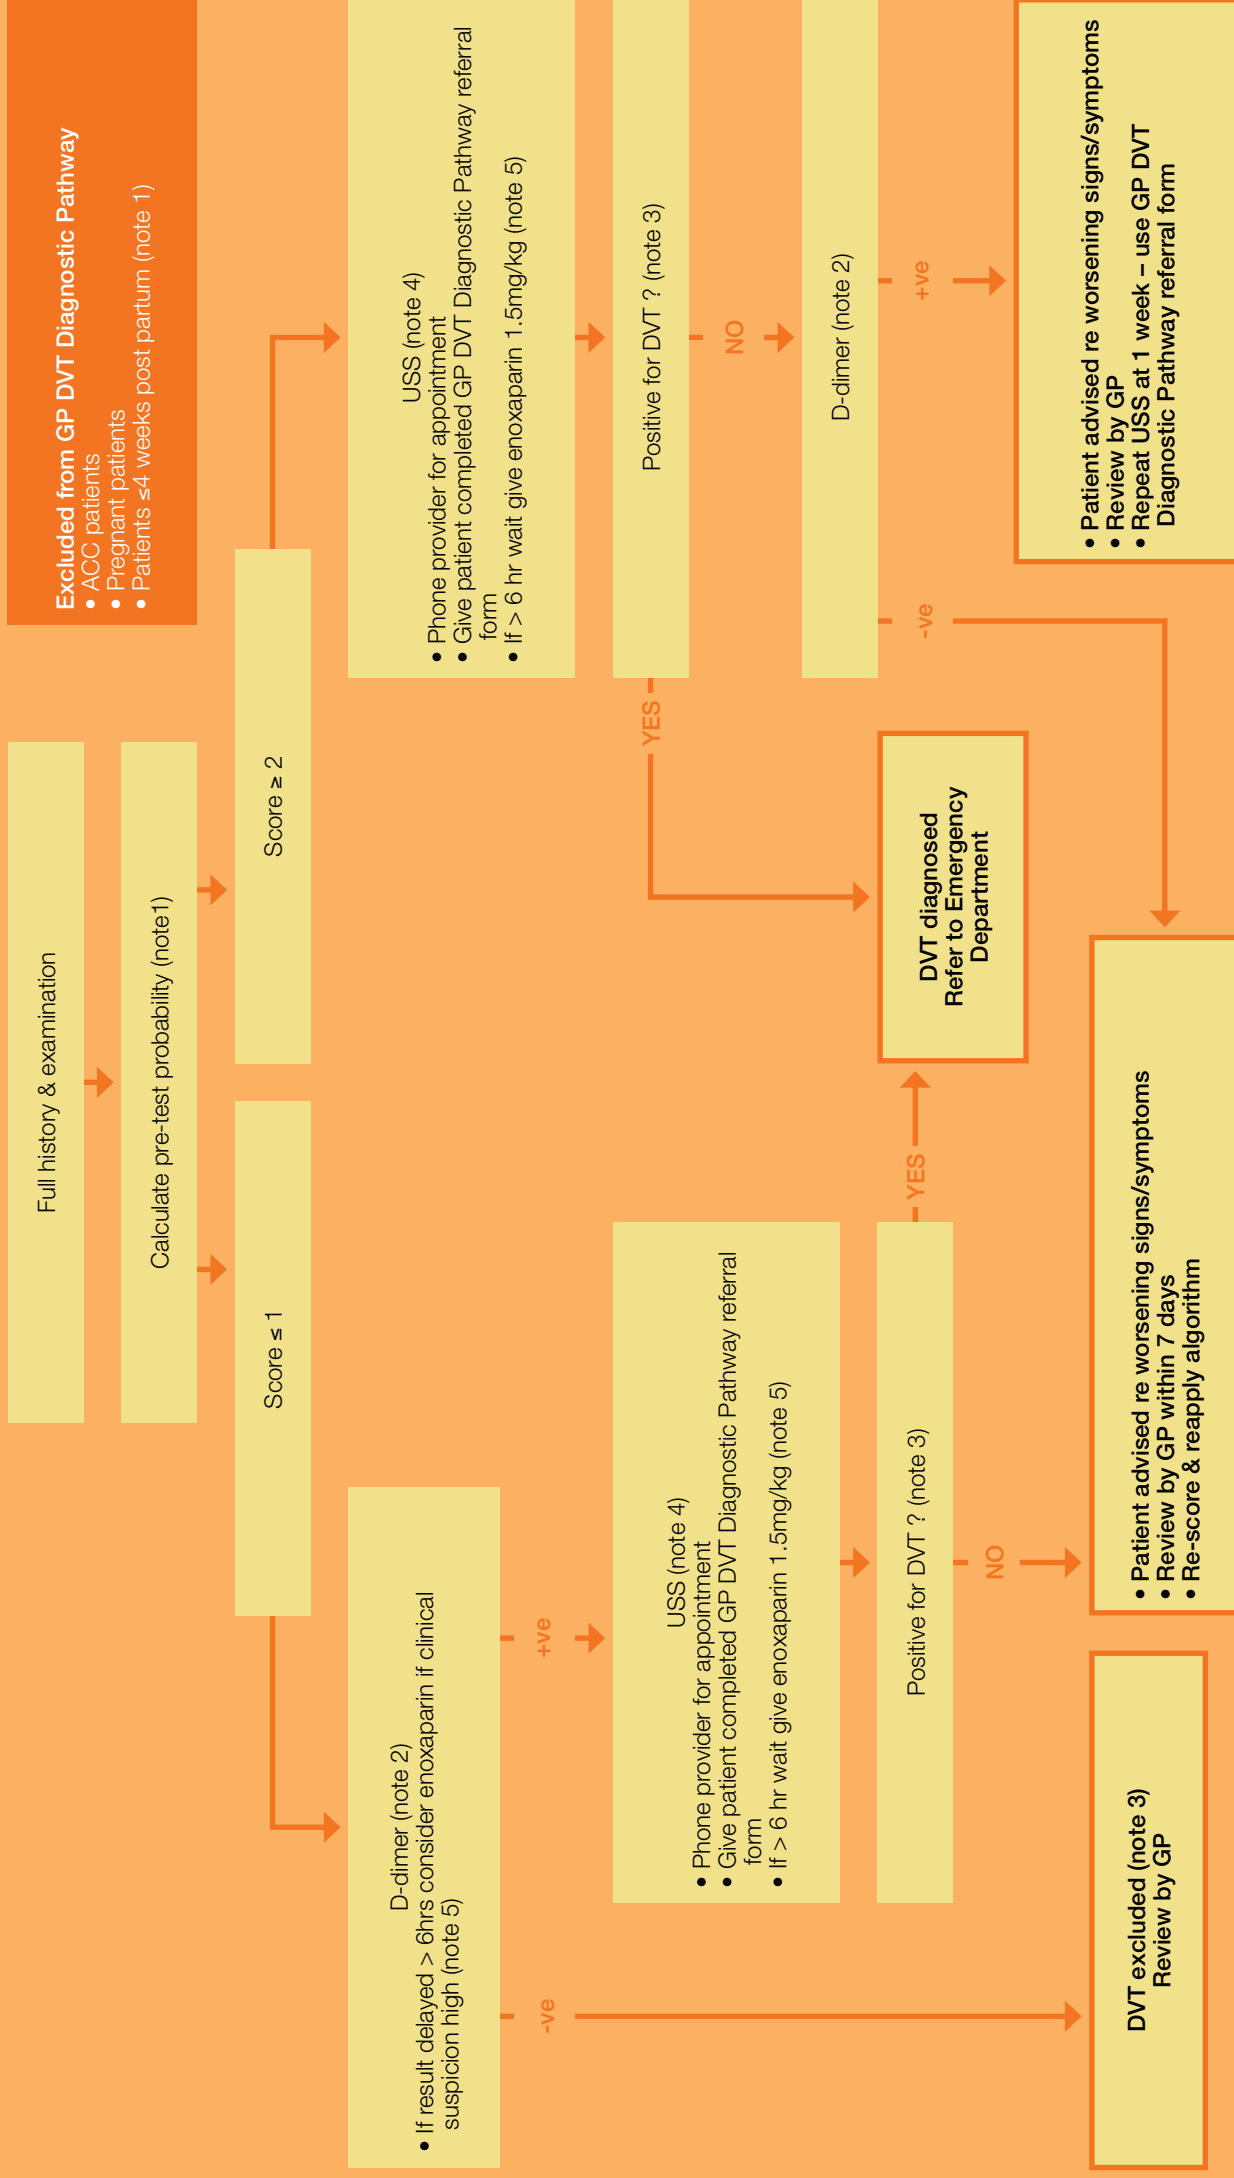 Full history & examination
Excluded from GP DVT Diagnostic Pathway
• ACC patients
• Pregnant patients
• Patients ≤4 weeks post partum (note 1)
Calculate pre-test probability (note1)
Score ≤ 1
Score ≥ 2
D-dimer (note 2)
• If result delayed > 6hrs consider enoxaparin if clinical
suspicion high (note 5)
USS (note 4)
• Phone provider for appointment
• Give patient completed GP DVT Diagnostic Pathway referral
form
• If > 6 hr wait give enoxaparin 1.5mg/kg (note 5)
-ve
+ve
USS (note 4)
• Phone provider for appointment
• Give patient completed GP DVT Diagnostic Pathway referral
form
• If > 6 hr wait give enoxaparin 1.5mg/kg (note 5)
Positive for DVT ? (note 3)
YES
NO
D-dimer (note 2)
Positive for DVT ? (note 3)
YES
DVT diagnosed
Refer to Emergency
Department
-ve
+ve
NO
DVT excluded (note 3)
Review by GP
• Patient advised re worsening signs/symptoms
• Review by GP within 7 days
• Re-score & reapply algorithm
• Patient advised re worsening signs/symptoms
• Review by GP
• Repeat USS at 1 week – use GP DVT
Diagnostic Pathway referral form